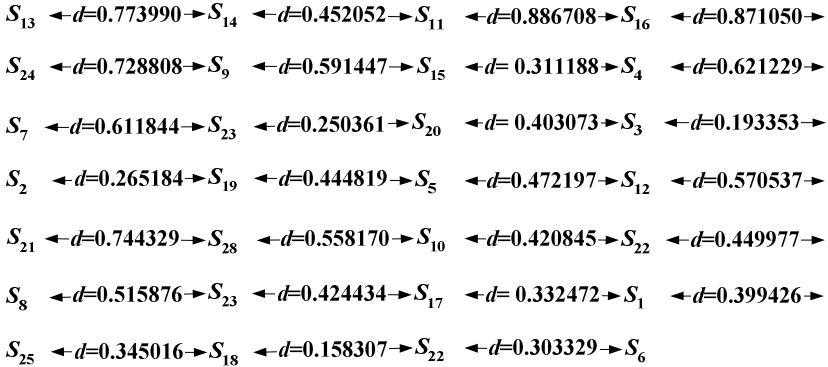 S13 ◄–d=0.773990–►S14 ◄–d=0.452052–►S11 ◄–d=0.886708–►S16 ◄–d=0.871050–►
S24 ◄–d=0.728808–►S9 ◄–d=0.591447–►S15 ◄–d= 0.311188–►S4 ◄–d=0.621229–►
S7 ◄–d=0.611844–►S23 ◄–d=0.250361–►S20 ◄–d= 0.403073–►S3 ◄–d=0.193353–►
S2 ◄–d=0.265184–►S19 ◄–d=0.444819–►S5 ◄–d=0.472197–►S12 ◄–d=0.570537–►
S21 ◄–d=0.744329–►S28 ◄–d=0.558170–►S10 ◄–d=0.420845–►S22 ◄–d=0.449977–►
S8 ◄–d=0.515876–►S23 ◄–d=0.424434–►S17 ◄–d= 0.332472–►S1 ◄–d=0.399426–►
S25 ◄–d=0.345016–►S18 ◄–d=0.158307–►S22 ◄–d=0.303329–►S6